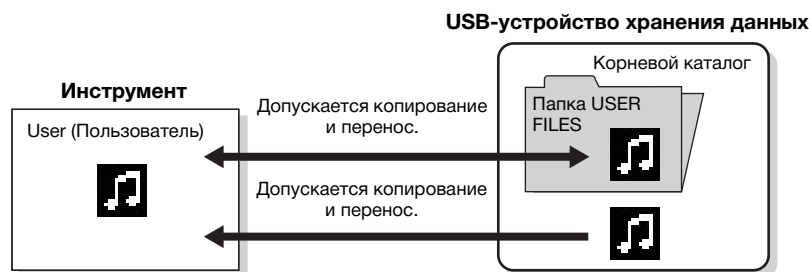 USB-устройство хранения данных
Корневой каталог
Инструмент
Папка USER
FILES
User (Пользователь)
Допускается копирование
и перенос.
Допускается копирование
и перенос.